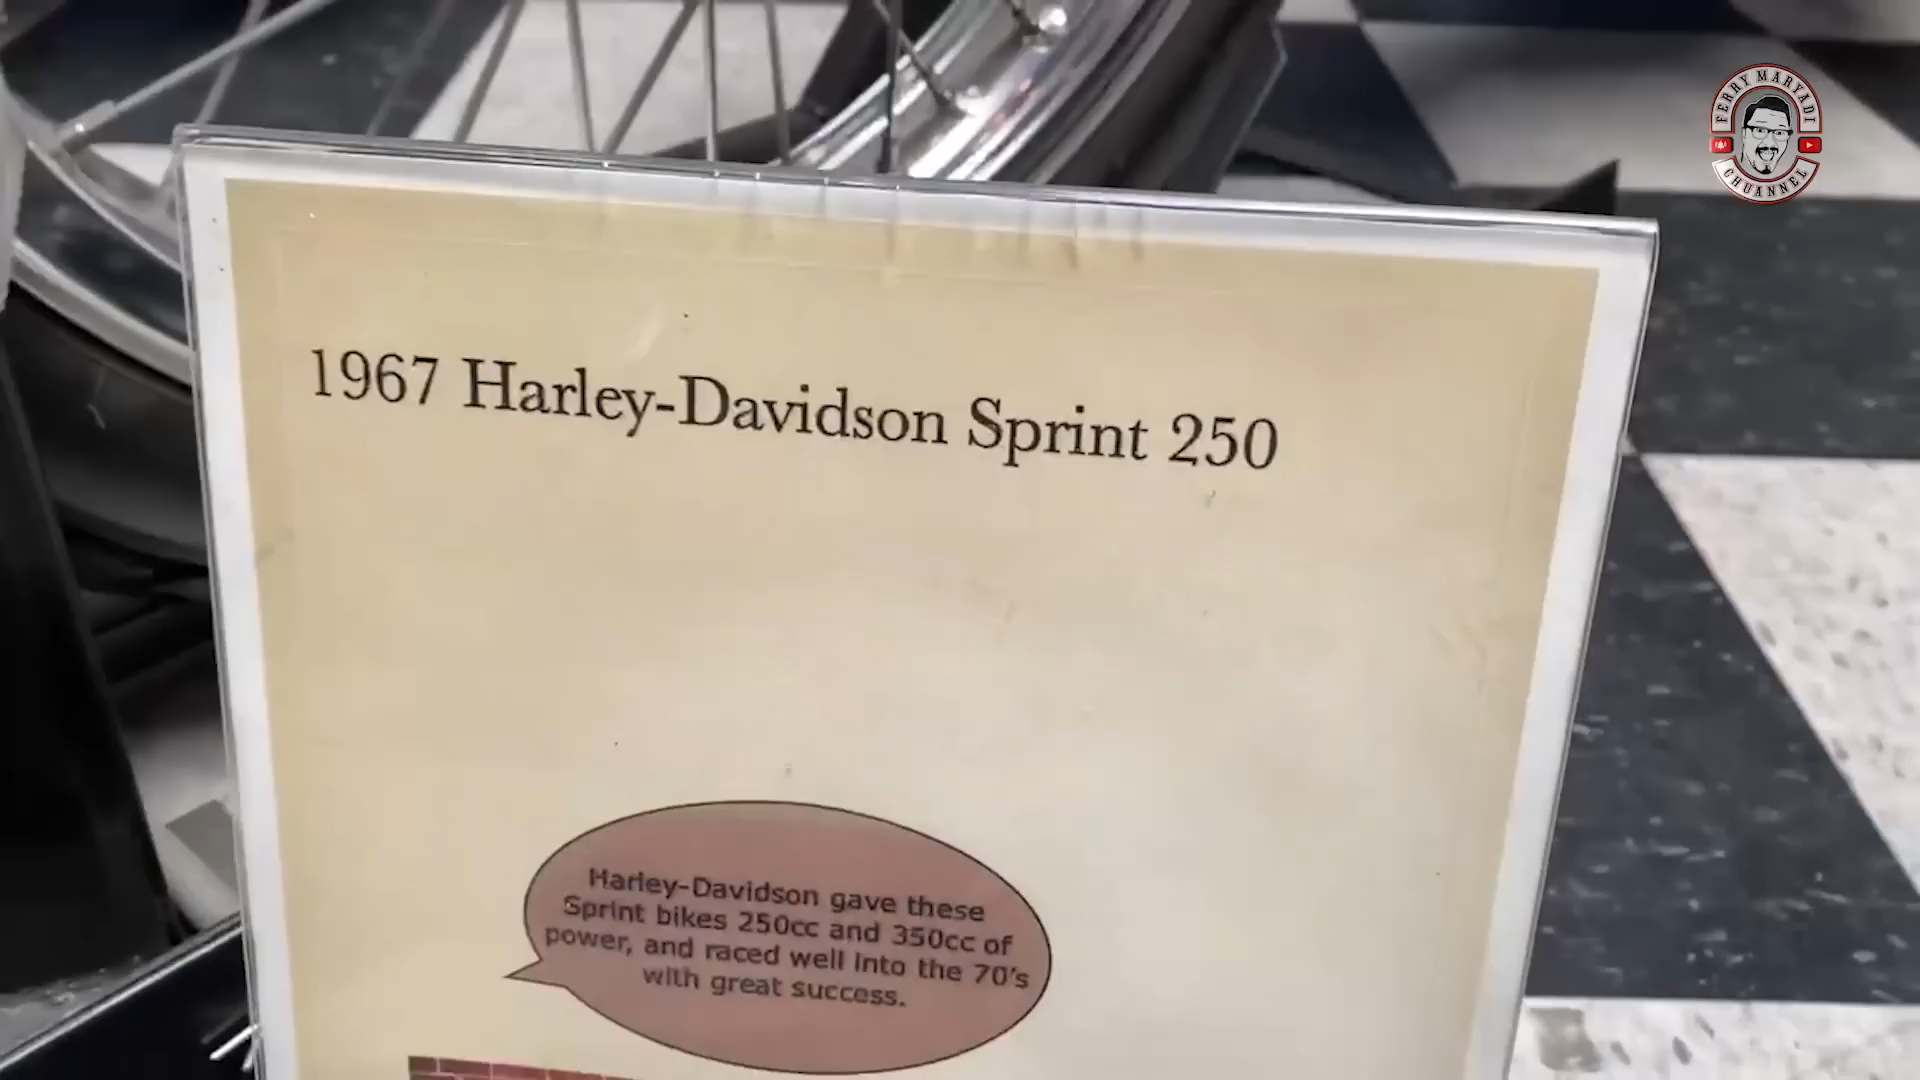 FERRY MARYADI
CHUANNEL
1967 Harley-Davidson Sprint 250
Harley-Davidson gave these
Sprint bikes 250cc and 350cc of
power, and raced well into the 70's
with great success.